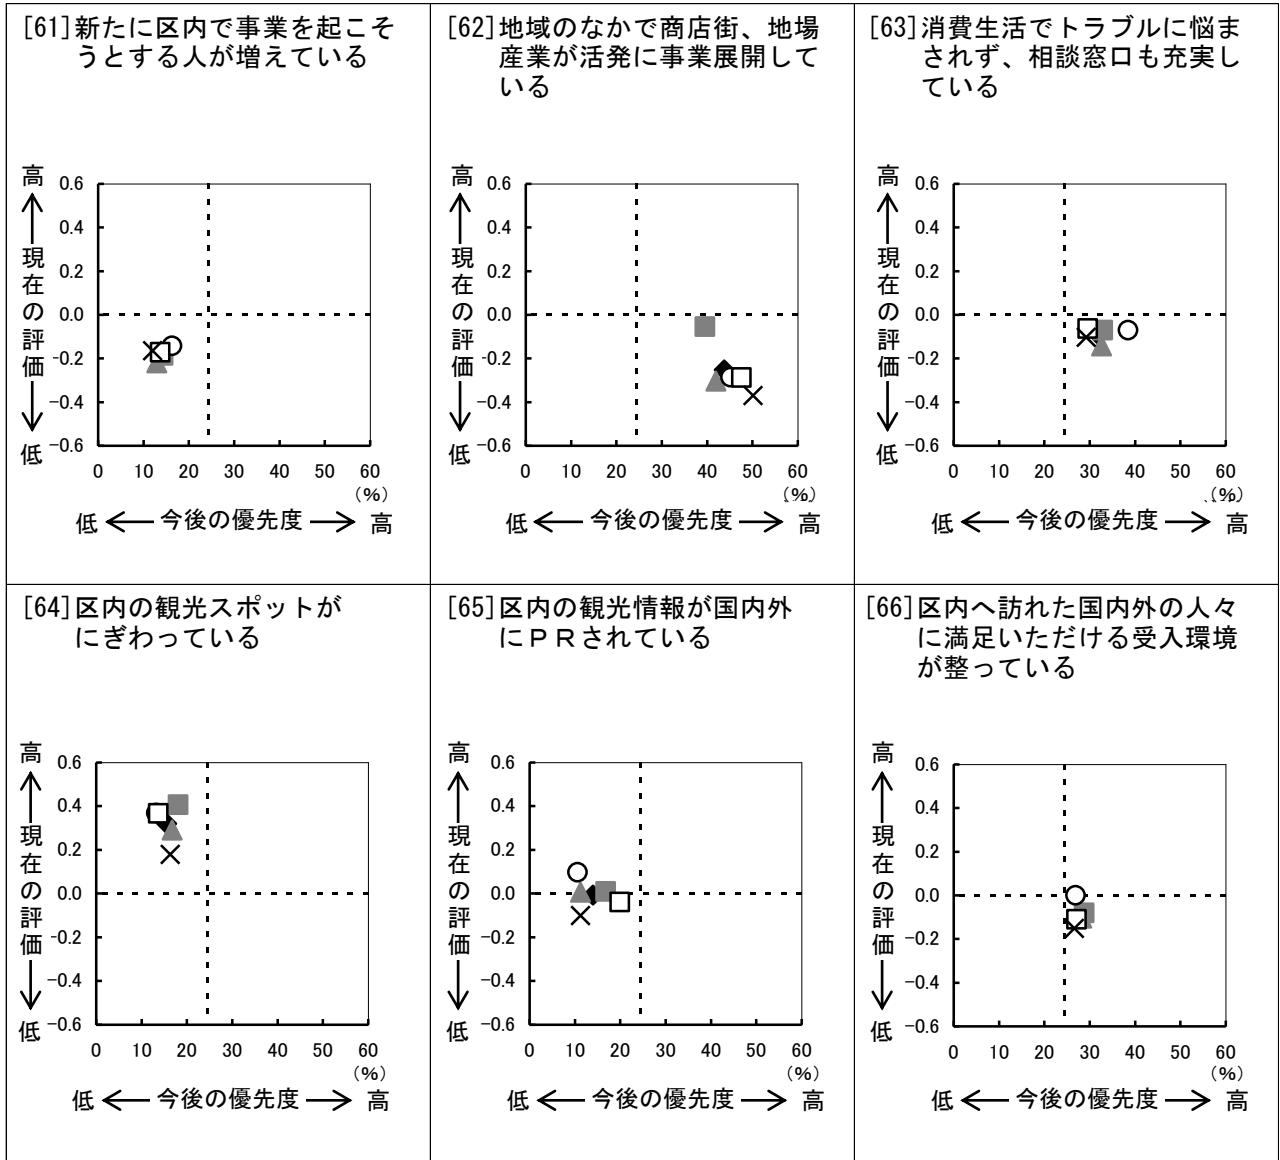 [61]新たに区内で事業を起こそ
うとする人が増えている
高
現在の評価
低
0.6
0.4
0.2
0.0
-0.2
-0.4
-0.6
0 10 20 30 40 50 60
(%)
低 今後の優先度 高
[62]地域のなかで商店街、地場
産業が活発に事業展開して
いる
高
現在の評価
低
0.6
0.4
0.2
0.0
-0.2
-0.4
-0.6
0 10 20 30 40 50 60
(%)
低 今後の優先度 高
[63]消費生活でトラブルに悩ま
されず、相談窓口も充実し
ている
高
現在の評価
低
0.6
0.4
0.2
0.0
-0.2
-0.4
-0.6
0 10 20 30 40 50 60
(%)
低 今後の優先度 高
[64]区内の観光スポットが
にぎわっている
高
現在の評価
低
0.6
0.4
0.2
0.0
-0.2
-0.4
-0.6
0 10 20 30 40 50 60
(%)
低 今後の優先度 高
[65]区内の観光情報が国内外
にＰＲされている
高
現在の評価
低
0.6
0.4
0.2
0.0
-0.2
-0.4
-0.6
0 10 20 30 40 50 60
(%)
低 今後の優先度 高
[66]区内へ訪れた国内外の人々
に満足いただける受入環境
が整っている
高
現在の評価
低
0.6
0.4
0.2
0.0
-0.2
-0.4
-0.6
0 10 20 30 40 50 60
(%)
低 今後の優先度 高